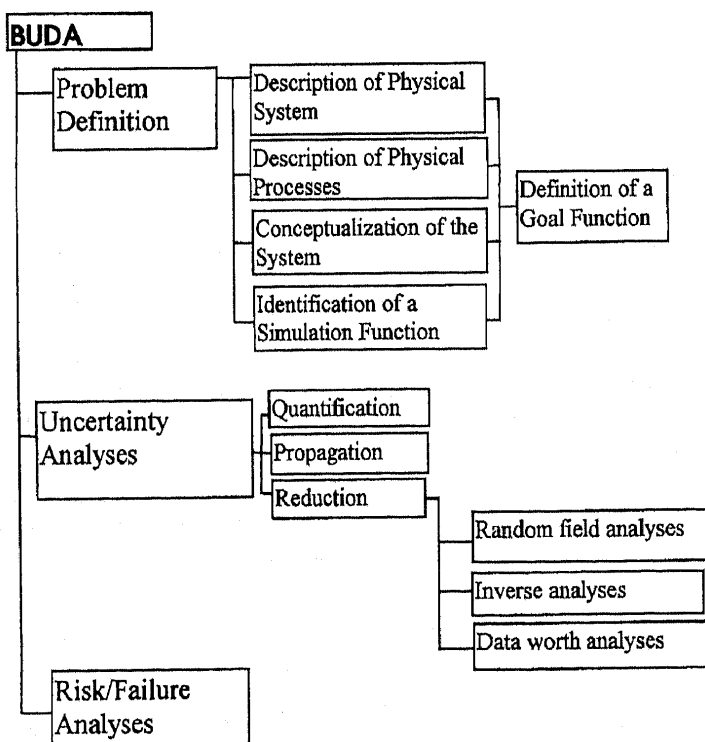 BUDA
Problem
Definition
Description of Physical
System
Description of Physical
Processes
Conceptualization of the
System
Identification of a
Simulation Function
Definition of a
Goal Function
Uncertainty
Analyses
Quantification
Propagation
Reduction
Random field analyses
Inverse analyses
Data worth analyses
Risk/Failure
Analyses